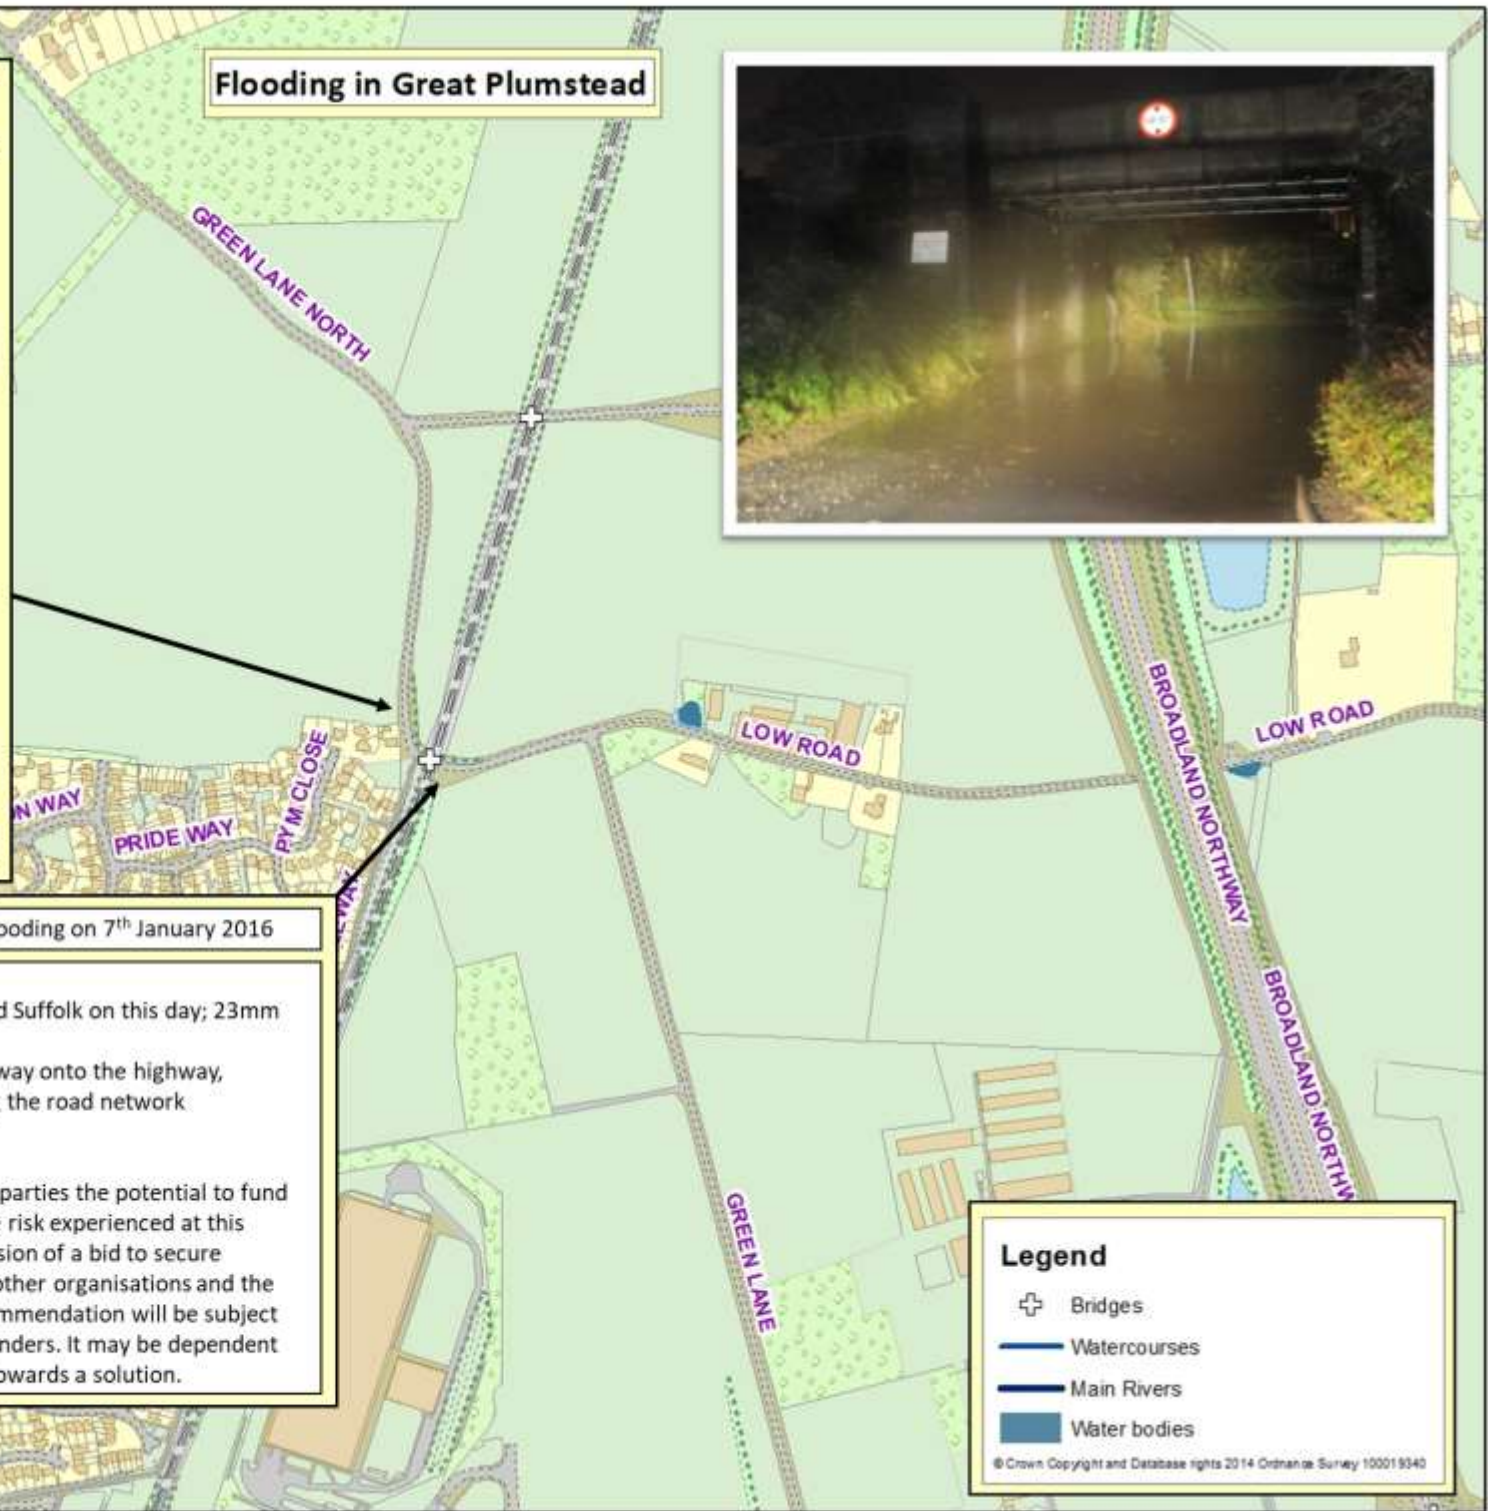 Flooding in Great Plumstead
GREEN LANE NORTH
LOW ROAD
LOW ROAD
BROADLAND NORTHWAY
BROADLAND NORTHW
PYM CLOSE
ON WAY
PRIDE WAY
EWAY
GREEN LANE
ooding on 7th January 2016
d Suffolk on this day; 23mm
way onto the highway,
the road network
parties the potential to fund
risk experienced at this
sion of a bid to secure
other organisations and the
mmendation will be subject
nders. It may be dependent
owards a solution.
Legend
Bridges
Watercourses
Main Rivers
Water bodies
© Crown Copyright and Database rights 2014 Ordnance Survey 100019340